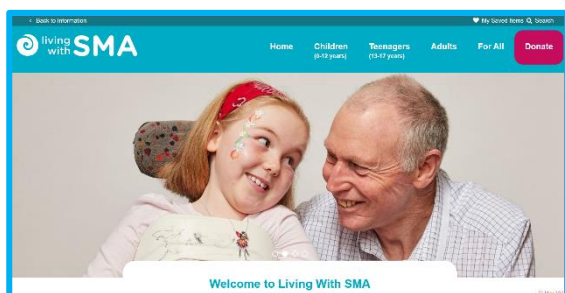 ‹ Back to Information
My Saved Items Search
living with SMA
Home Children (0-12 years) Teenagers (13-17 years) Adults For All Donate
Welcome to Living With SMA